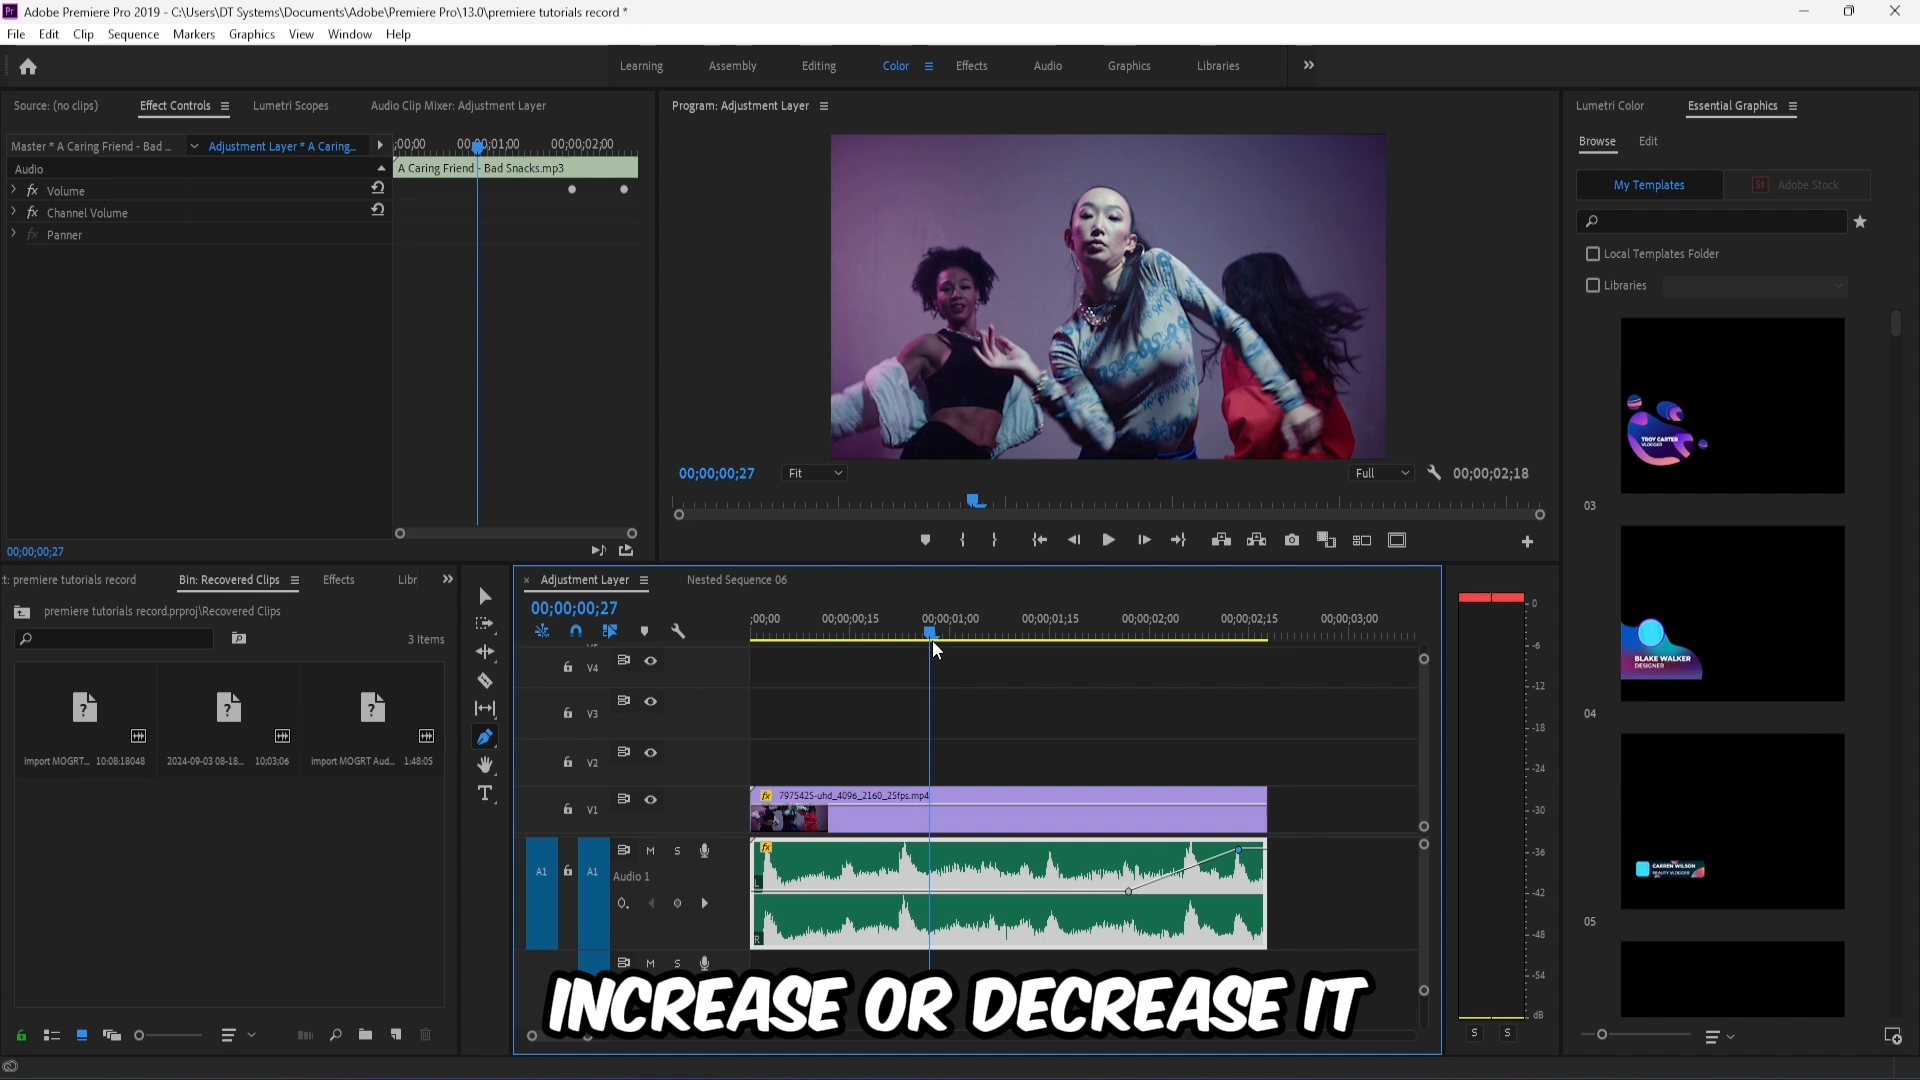 Adobe Premiere Pro 2019 - C:\Users\DT Systems\Documents\Adobe\Premiere Pro\13.0\premiere tutorials record *
File Edit Clip Sequence Markers Graphics View Window Help
Learning Assembly Editing Color Effects Audio Graphics Libraries
Source: (no clips) Effect Controls Lumetri Scopes Audio Clip Mixer: Adjustment Layer
Program: Adjustment Layer
Lumetri Color Essential Graphics
Master * A Caring Friend - Bad ... Adjustment Layer * A Caring...
;00;00 00;00;01;00 00;00;02;00
Audio
A Caring Friend - Bad Snacks.mp3
fx Volume
fx Channel Volume
fx Panner
00;00;00;27
00;00;00;27 Fit Full 00;00;02;18
Browse Edit
My Templates St Adobe Stock
Local Templates Folder
Libraries
TROY CARTER
VLOGGER
03
BLAKE WALKER
DESIGNER
04
CARREN WILSON
BEAUTY VLOGGER
05
t: premiere tutorials record Bin: Recovered Clips Effects Libr
premiere tutorials record.prproj\Recovered Clips
3 Items
import MOGRT... 10:08:18048
2024-09-03 08-18... 10;03;06
import MOGRT Aud... 1:48:05
Adjustment Layer Nested Sequence 06
00;00;00;27
;00;00 00;00;00;15 00;00;01;00 00;00;01;15 00;00;02;00 00;00;02;15 00;00;03;00
V4
V3
V2
V1
fx 7975425-uhd_4096_2160_25fps.mp4
A1 A1 M S
Audio 1
fx
L
R
M S
INCREASE OR DECREASE IT
0
-6
-12
-18
-24
-30
-36
-42
-48
-54
dB
S S